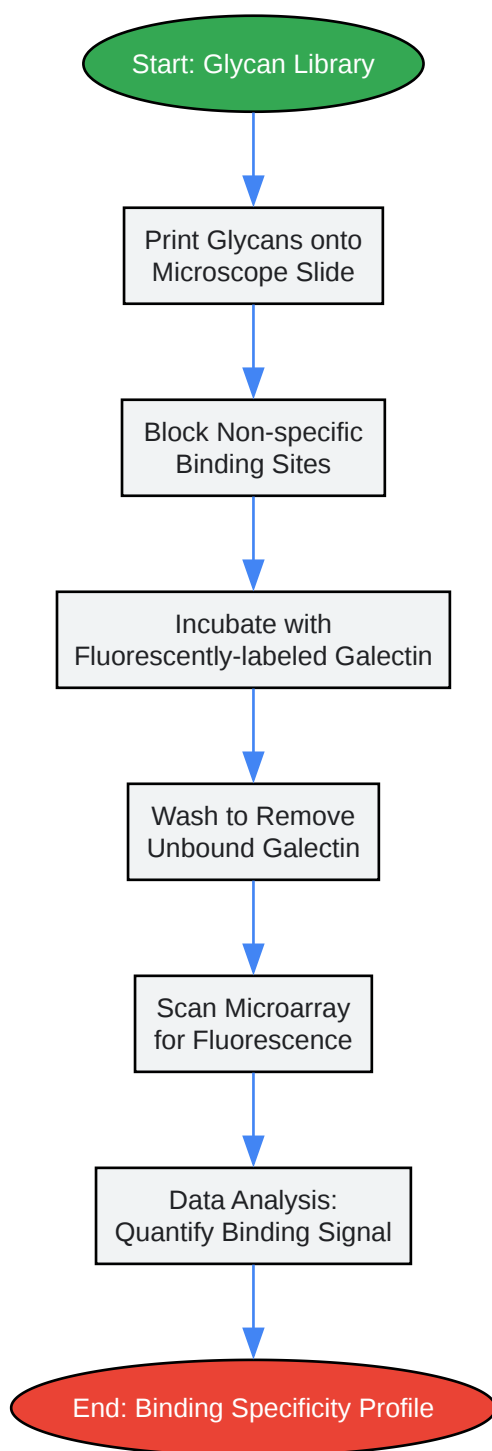 Start: Glycan Library
Print Glycans onto
Microscope Slide
Block Non-specific
Binding Sites
Incubate with
Fluorescently-labeled Galectin
Wash to Remove
Unbound Galectin
Scan Microarray
for Fluorescence
Data Analysis:
Quantify Binding Signal
End: Binding Specificity Profile